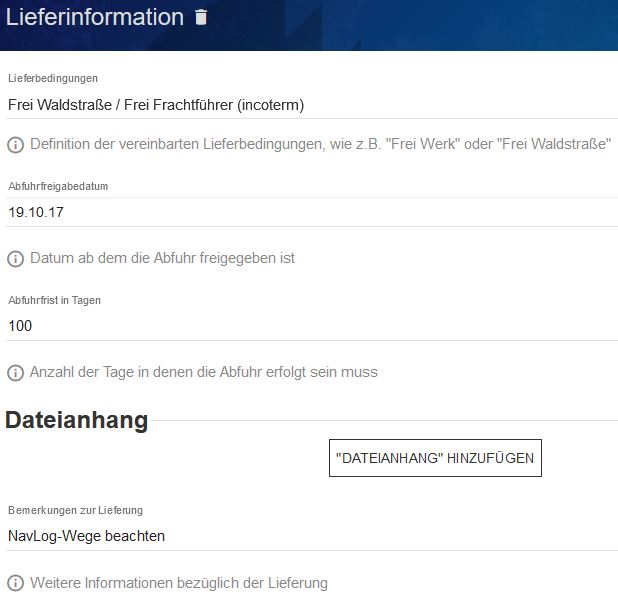 Lieferinformation
Lieferbedingungen
Frei Waldstraße / Frei Frachtführer (incoterm)
Definition der vereinbarten Lieferbedingungen, wie z.B. "Frei Werk" oder "Frei Waldstraße"
Abfuhrfreigabedatum
19.10.17
Datum ab dem die Abfuhr freigegeben ist
Abfuhrfrist in Tagen
100
Anzahl der Tage in denen die Abfuhr erfolgt sein muss
Dateianhang
"DATEIANHANG" HINZUFÜGEN
Bemerkungen zur Lieferung
NavLog-Wege beachten
Weitere Informationen bezüglich der Lieferung